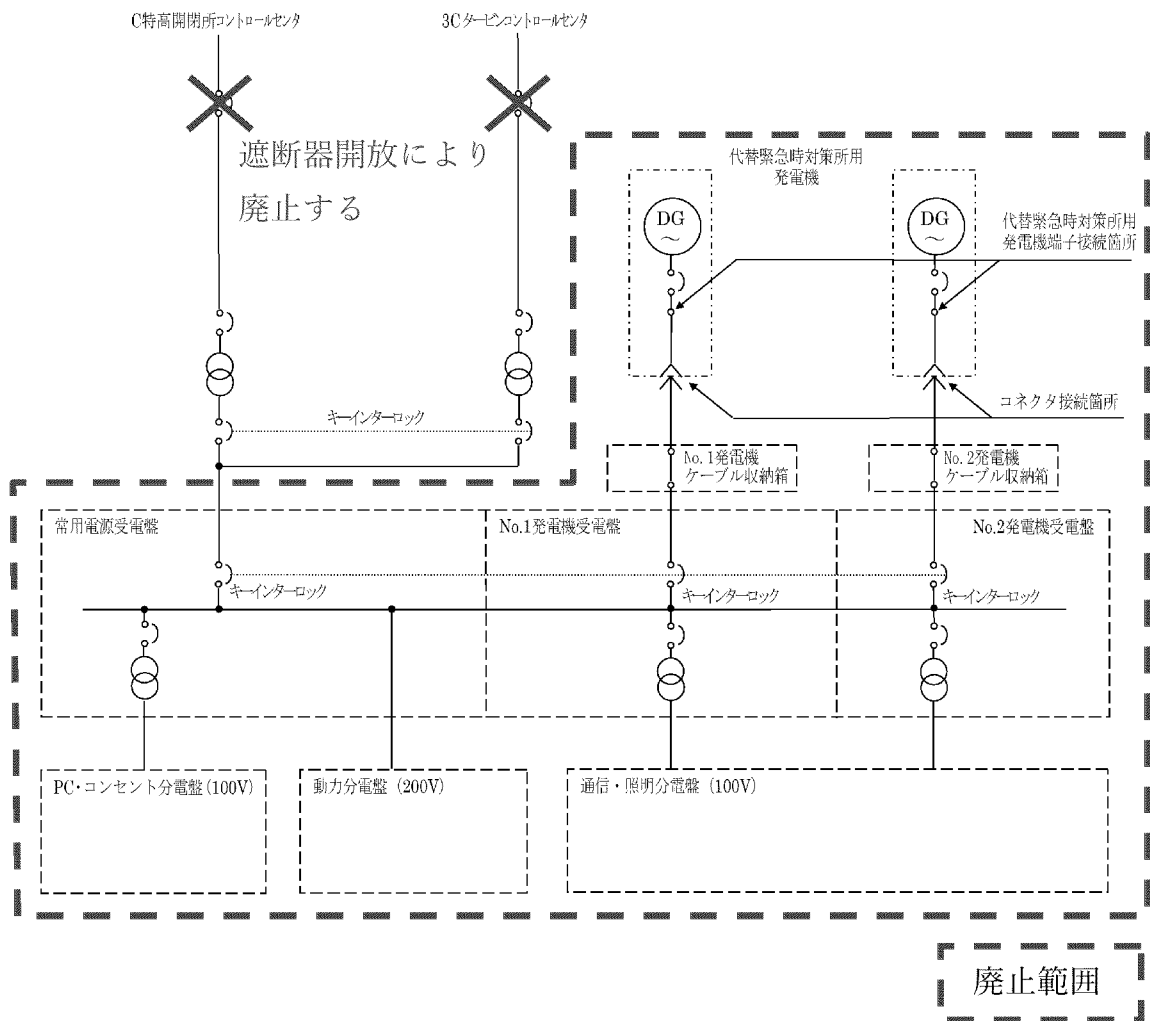 C特高開閉所コントロールセンタ
3Cタービンコントロールセンタ
遮断器開放により
廃止する
代替緊急時対策所用
発電機
DG
~
DG
~
代替緊急時対策所用
発電機端子接続箇所
キーインターロック
コネクタ接続箇所
No.1発電機
ケーブル収納箱
No.2発電機
ケーブル収納箱
常用電源受電盤
No.1発電機受電盤
No.2発電機受電盤
キーインターロック
キーインターロック
キーインターロック
PC・コンセント分電盤(100V)
動力分電盤 (200V)
通信・照明分電盤 (100V)
廃止範囲